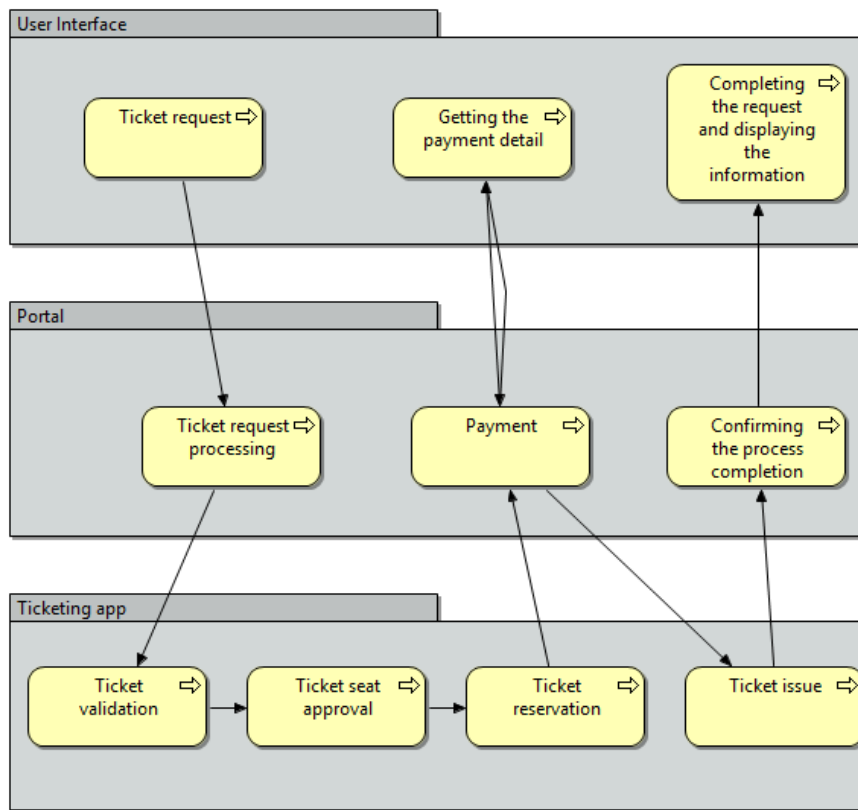 User Interface
Ticket request
Getting the
payment detail
Completing
the request
and displaying
the
information
Portal
Ticket request
processing
Payment
Confirming
the process
completion
Ticketing app
Ticket
validation
Ticket seat
approval
Ticket
reservation
Ticket issue